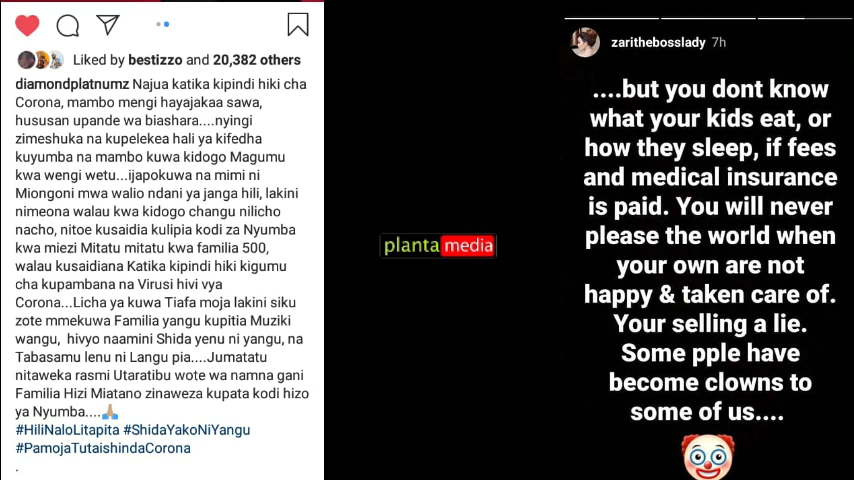 Liked by bestizzo and 20,382 others
diamondplatnumz Najua katika kipindi hiki cha
Corona, mambo mengi hayajakaa sawa,
hususan upande wa biashara....nyingi
zimeshuka na kupelekea hali ya kifedha
kuyumba na mambo kuwa kidogo Magumu
kwa wengi wetu...ijapokuwa na mimi ni
Miongoni mwa walio ndani ya janga hili, lakini
nimeona walau kwa kidogo changu nilicho
nacho, nitoe kusaidia kulipia kodi za Nyumba
kwa miezi Mitatu mitatu kwa familia 500,
walau kusaidiana Katika kipindi hiki kigumu
cha kupambana na Virusi hivi vya
Corona...Licha ya kuwa Tiafa moja lakini siku
zote mmekuwa Familia yangu kupitia Muziki
wangu, hivyo naamini Shida yenu ni yangu, na
Tabasamu lenu ni Langu pia....Jumatatu
nitaweka rasmi Utaratibu wote wa namna gani
Familia Hizi Miatano zinaweza kupata kodi hizo
ya Nyumba....🙏🏼
#HiliNaloLitapita #ShidaYakoNiYangu
#PamojaTutaishindaCorona
.
planta media
zarithebosslady 7h
....but you dont know
what your kids eat, or
how they sleep, if fees
and medical insurance
is paid. You will never
please the world when
your own are not
happy & taken care of.
Your selling a lie.
Some pple have
become clowns to
some of us....
🤡